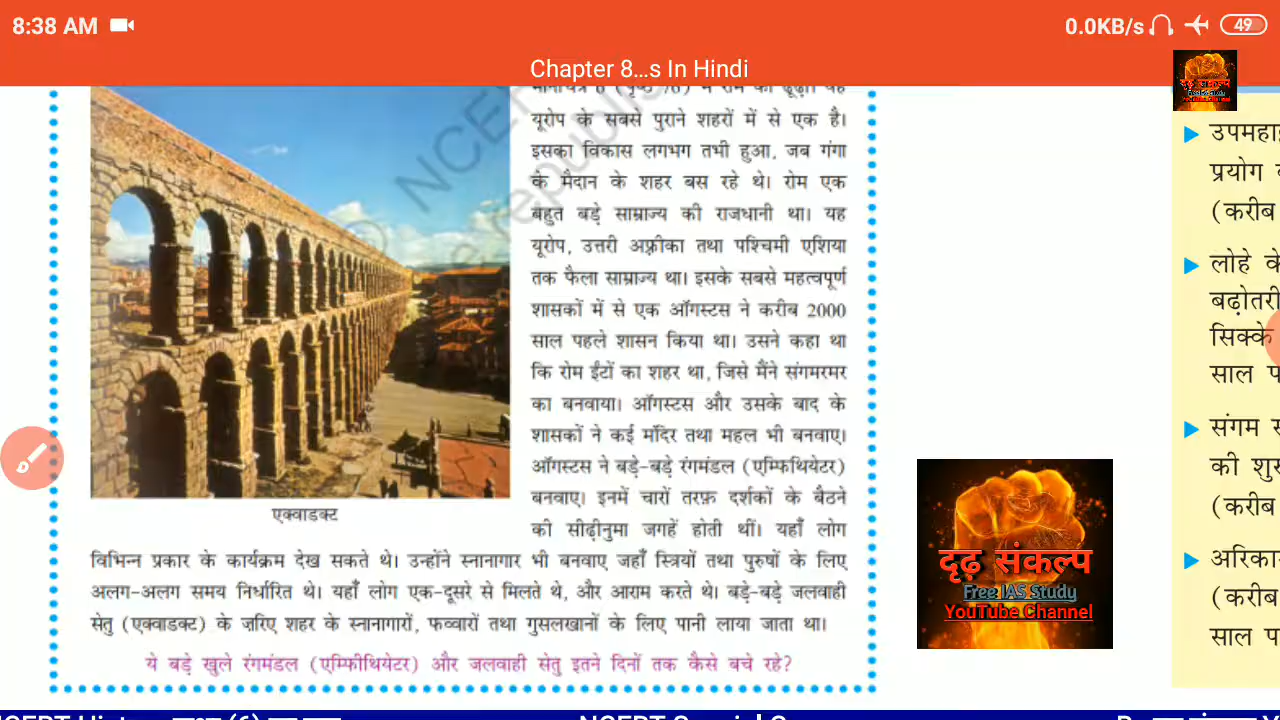 8:38 AM
0.0KB/s
49
Chapter 8...s In Hindi
यूरोप के सबसे पुराने शहरों में से एक है।
इसका विकास लगभग तभी हुआ, जब गंगा
के मैदान के शहर बस रहे थे। रोम एक
बहुत बड़े साम्राज्य की राजधानी था। यह
यूरोप, उत्तरी अफ़्रीका तथा पश्चिमी एशिया
तक फैला साम्राज्य था। इसके सबसे महत्वपूर्ण
शासकों में से एक ऑगस्टस ने करीब 2000
साल पहले शासन किया था। उसने कहा था
कि रोम ईंटों का शहर था, जिसे मैंने संगमरमर
का बनवाया। ऑगस्टस और उसके बाद के
शासकों ने कई मंदिर तथा महल भी बनवाए।
ऑगस्टस ने बड़े-बड़े रंगमंडल (एम्फिथियेटर)
बनवाए। इनमें चारों तरफ़ दर्शकों के बैठने
की सीढ़ीनुमा जगहें होती थीं। यहाँ लोग
विभिन्न प्रकार के कार्यक्रम देख सकते थे। उन्होंने स्नानागार भी बनवाए जहाँ स्त्रियों तथा पुरुषों के लिए
अलग-अलग समय निर्धारित थे। यहाँ लोग एक-दूसरे से मिलते थे, और आराम करते थे। बड़े-बड़े जलवाही
सेतु (एक्वाडक्ट) के ज़रिए शहर के स्नानागारों, फव्वारों तथा गुसलखानों के लिए पानी लाया जाता था।
ये बड़े खुले रंगमंडल (एम्फीथियेटर) और जलवाही सेतु इतने दिनों तक कैसे बचे रहे?
एक्वाडक्ट
दृढ़ संकल्प
Free IAS Study
YouTube Channel
प्रयोग
(करीब
लोहे के
बढ़ोतरी
सिक्के
साल
संगम
की
(करीब
(करीब
साल